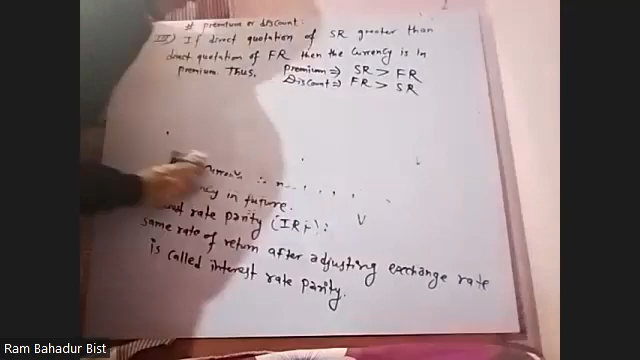 # premium or discount.
III) If direct quotation of SR greater than
direct quotation of FR then the currency is in
premium. Thus. premium ⇒ SR > FR
Discount ⇒ FR > SR
in future.
rate parity (IRP):
same rate of return after adjusting exchange rate
is called interest rate parity.
Ram Bahadur Bist